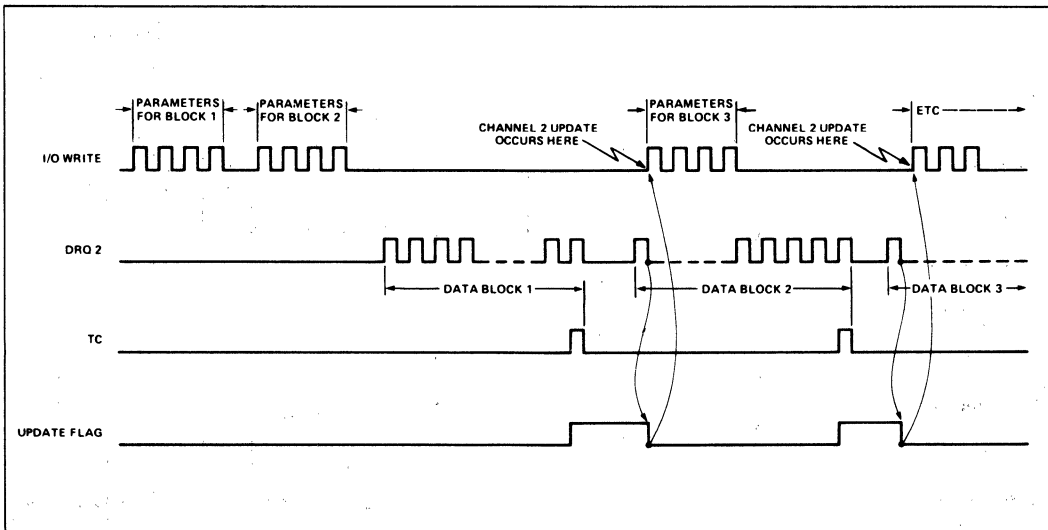 PARAMETERS
FOR BLOCK 1
PARAMETERS
FOR BLOCK 2
PARAMETERS
FOR BLOCK 3
ETC
CHANNEL 2 UPDATE
OCCURS HERE
CHANNEL 2 UPDATE
OCCURS HERE
I/O WRITE
DRQ 2
DATA BLOCK 1
DATA BLOCK 2
DATA BLOCK 3
TC
UPDATE FLAG